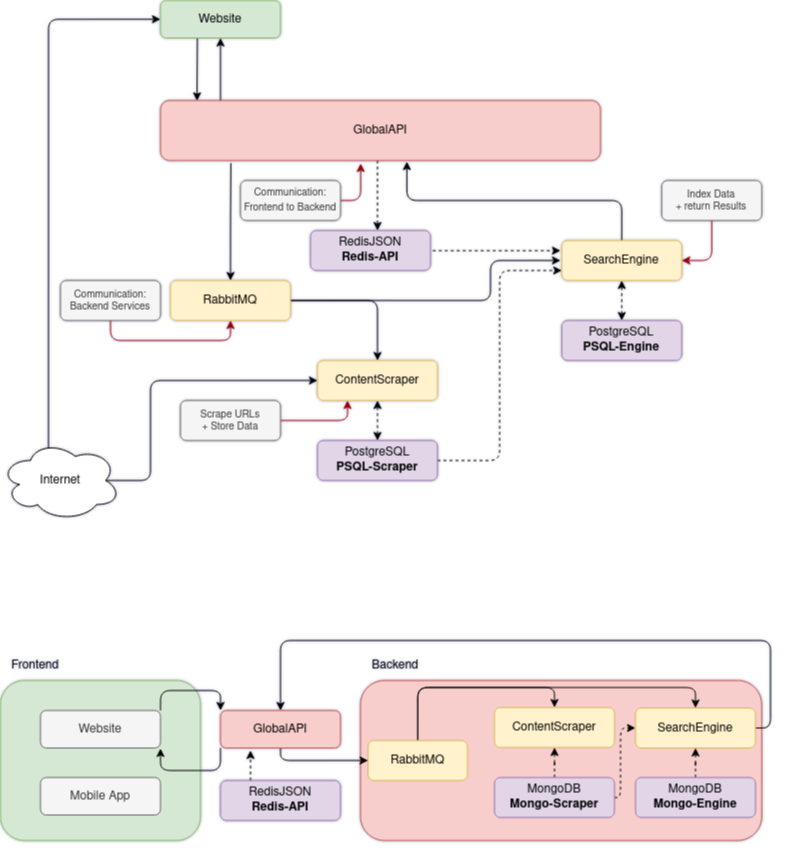 Website
GlobalAPI
Communication:
Frontend to Backend
Index Data
+ return Results
RedisJSON
Redis-API
SearchEngine
Communication:
Backend Services
RabbitMQ
PostgreSQL
PSQL-Engine
ContentScraper
Scrape URLs
+ Store Data
PostgreSQL
PSQL-Scraper
Internet
Frontend
Backend
Website
GlobalAPI
ContentScraper
SearchEngine
RabbitMQ
Mobile App
RedisJSON
Redis-API
MongoDB
Mongo-Scraper
MongoDB
Mongo-Engine